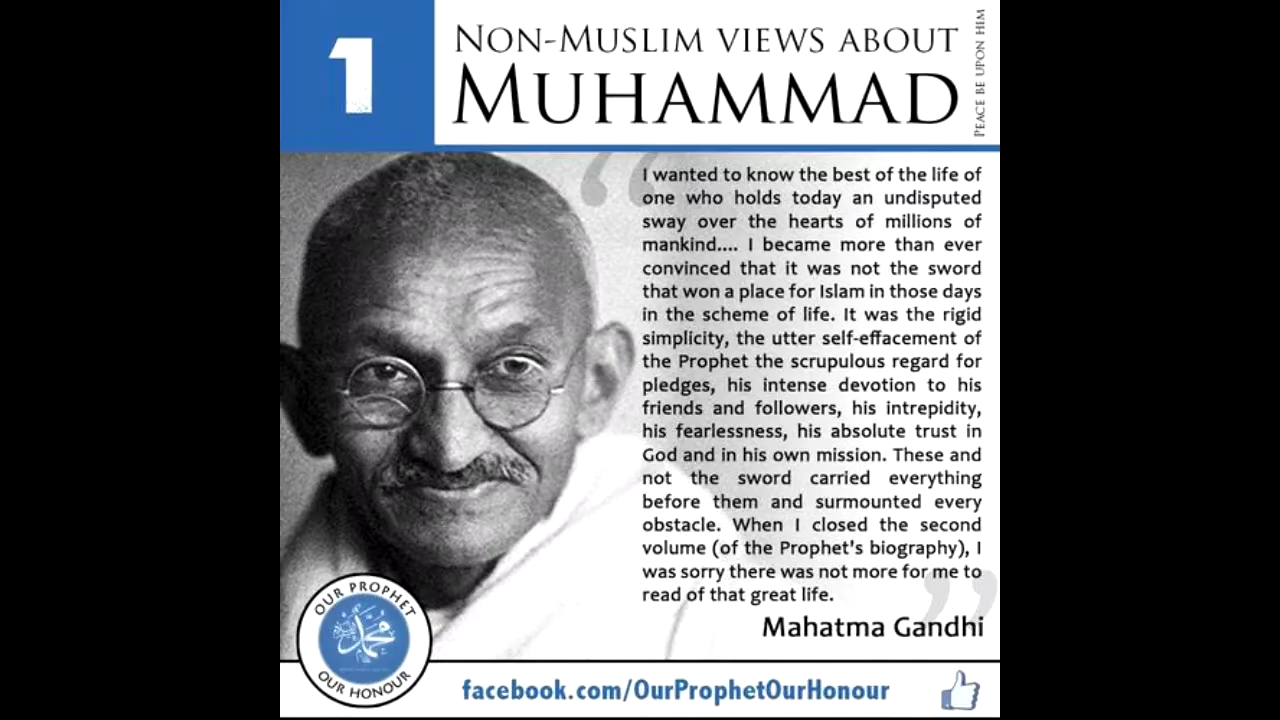 1
NON-MUSLIM VIEWS ABOUT
MUHAMMAD
PEACE BE UPON HIM
“
I wanted to know the best of the life of
one who holds today an undisputed
sway over the hearts of millions of
mankind.... I became more than ever
convinced that it was not the sword
that won a place for Islam in those days
in the scheme of life. It was the rigid
simplicity, the utter self-effacement of
the Prophet the scrupulous regard for
pledges, his intense devotion to his
friends and followers, his intrepidity,
his fearlessness, his absolute trust in
God and in his own mission. These and
not the sword carried everything
before them and surmounted every
obstacle. When I closed the second
volume (of the Prophet's biography), I
was sorry there was not more for me to
read of that great life.
”
Mahatma Gandhi
OUR PROPHET
محمد
OUR HONOUR
facebook.com/OurProphetOurHonour